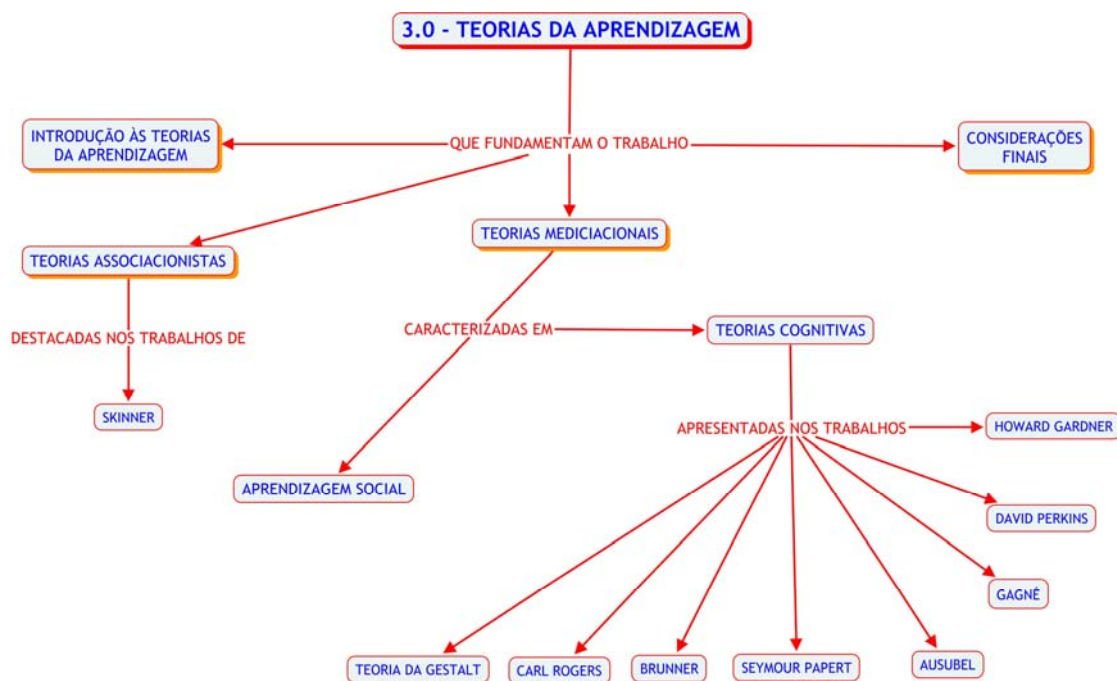 3.0 - TEORIAS DA APRENDIZAGEM
INTRODUÇÃO ÀS TEORIAS
DA APRENDIZAGEM
QUE FUNDAMENTAM O TRABALHO
CONSIDERAÇÕES
FINAIS
TEORIAS ASSOCIACIONISTAS
TEORIAS MEDICIACIONAIS
DESTACADAS NOS TRABALHOS DE
CARACTERIZADAS EM
TEORIAS COGNITIVAS
SKINNER
APRESENTADAS NOS TRABALHOS
HOWARD GARDNER
APRENDIZAGEM SOCIAL
DAVID PERKINS
GAGNÉ
TEORIA DA GESTALT
CARL ROGERS
BRUNNER
SEYMOUR PAPERT
AUSUBEL